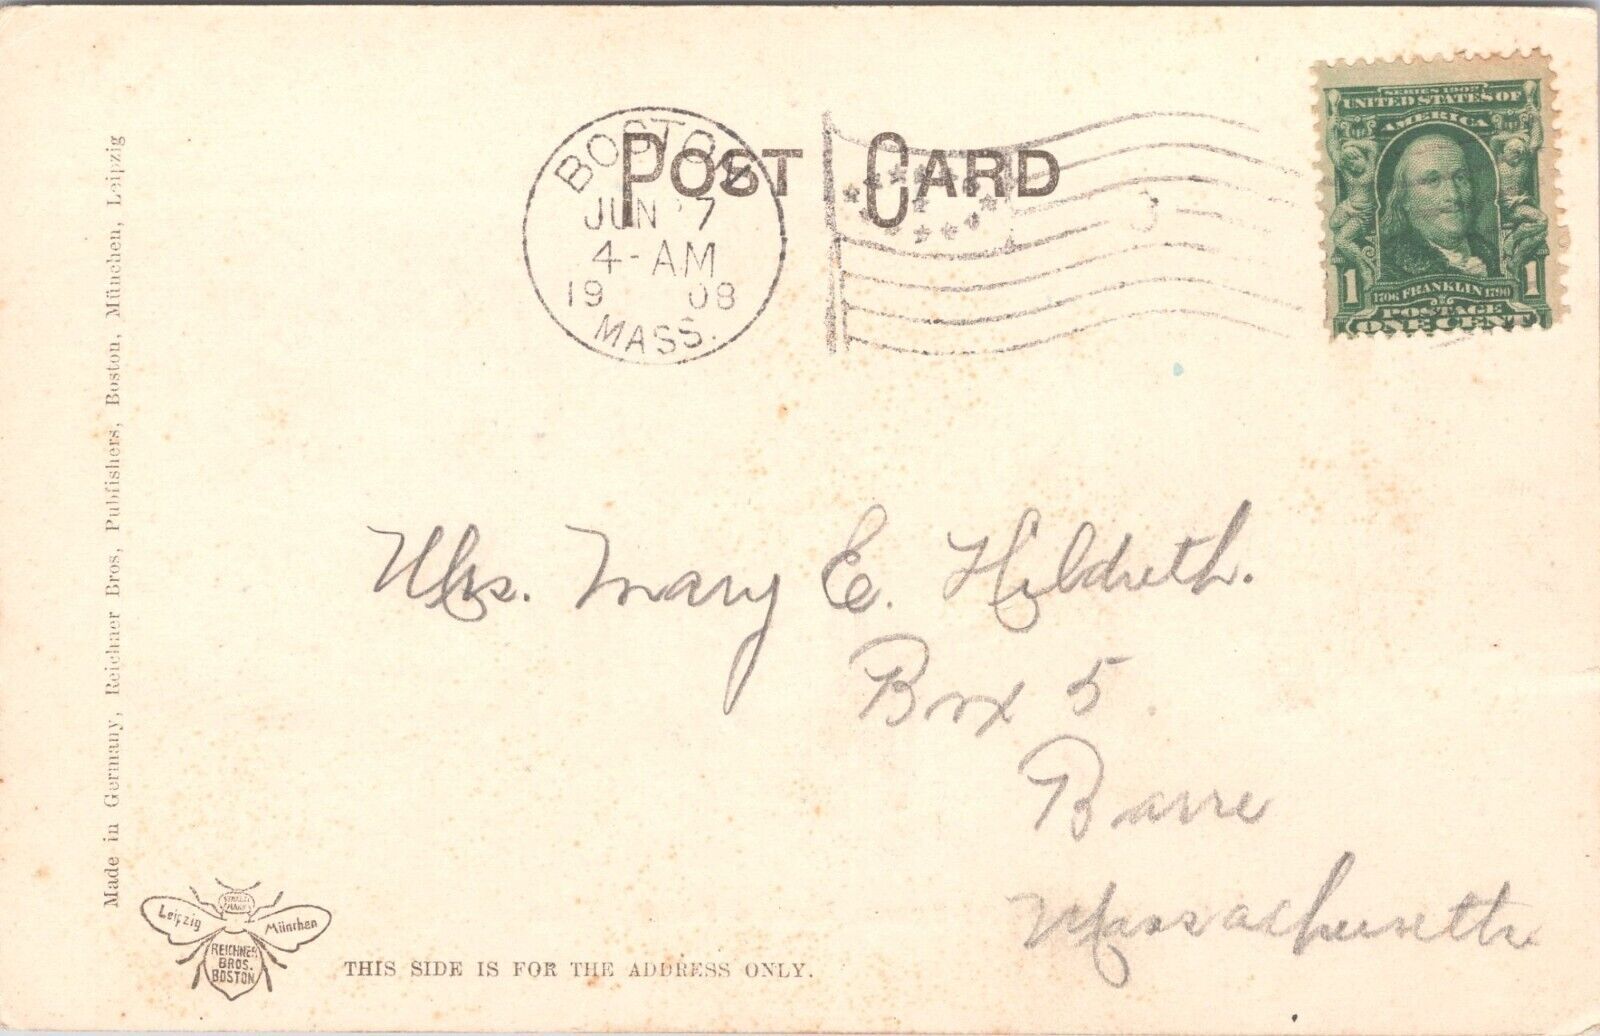 POST CARD
BOSTON
JUN 7
4-AM
19 08
MASS.
SERIES 1902
UNITED STATES OF
AMERICA
1706 FRANKLIN 1790
1 1
POSTAGE
ONE CENT
Mrs. Mary E. Hildreth.
Box 5.
Barre
Massachusetts
Made in Germany, Reichner Bros, Publishers, Boston, München, Leipzig
Leipzig München
REICHNER
BROS.
BOSTON
THIS SIDE IS FOR THE ADDRESS ONLY.